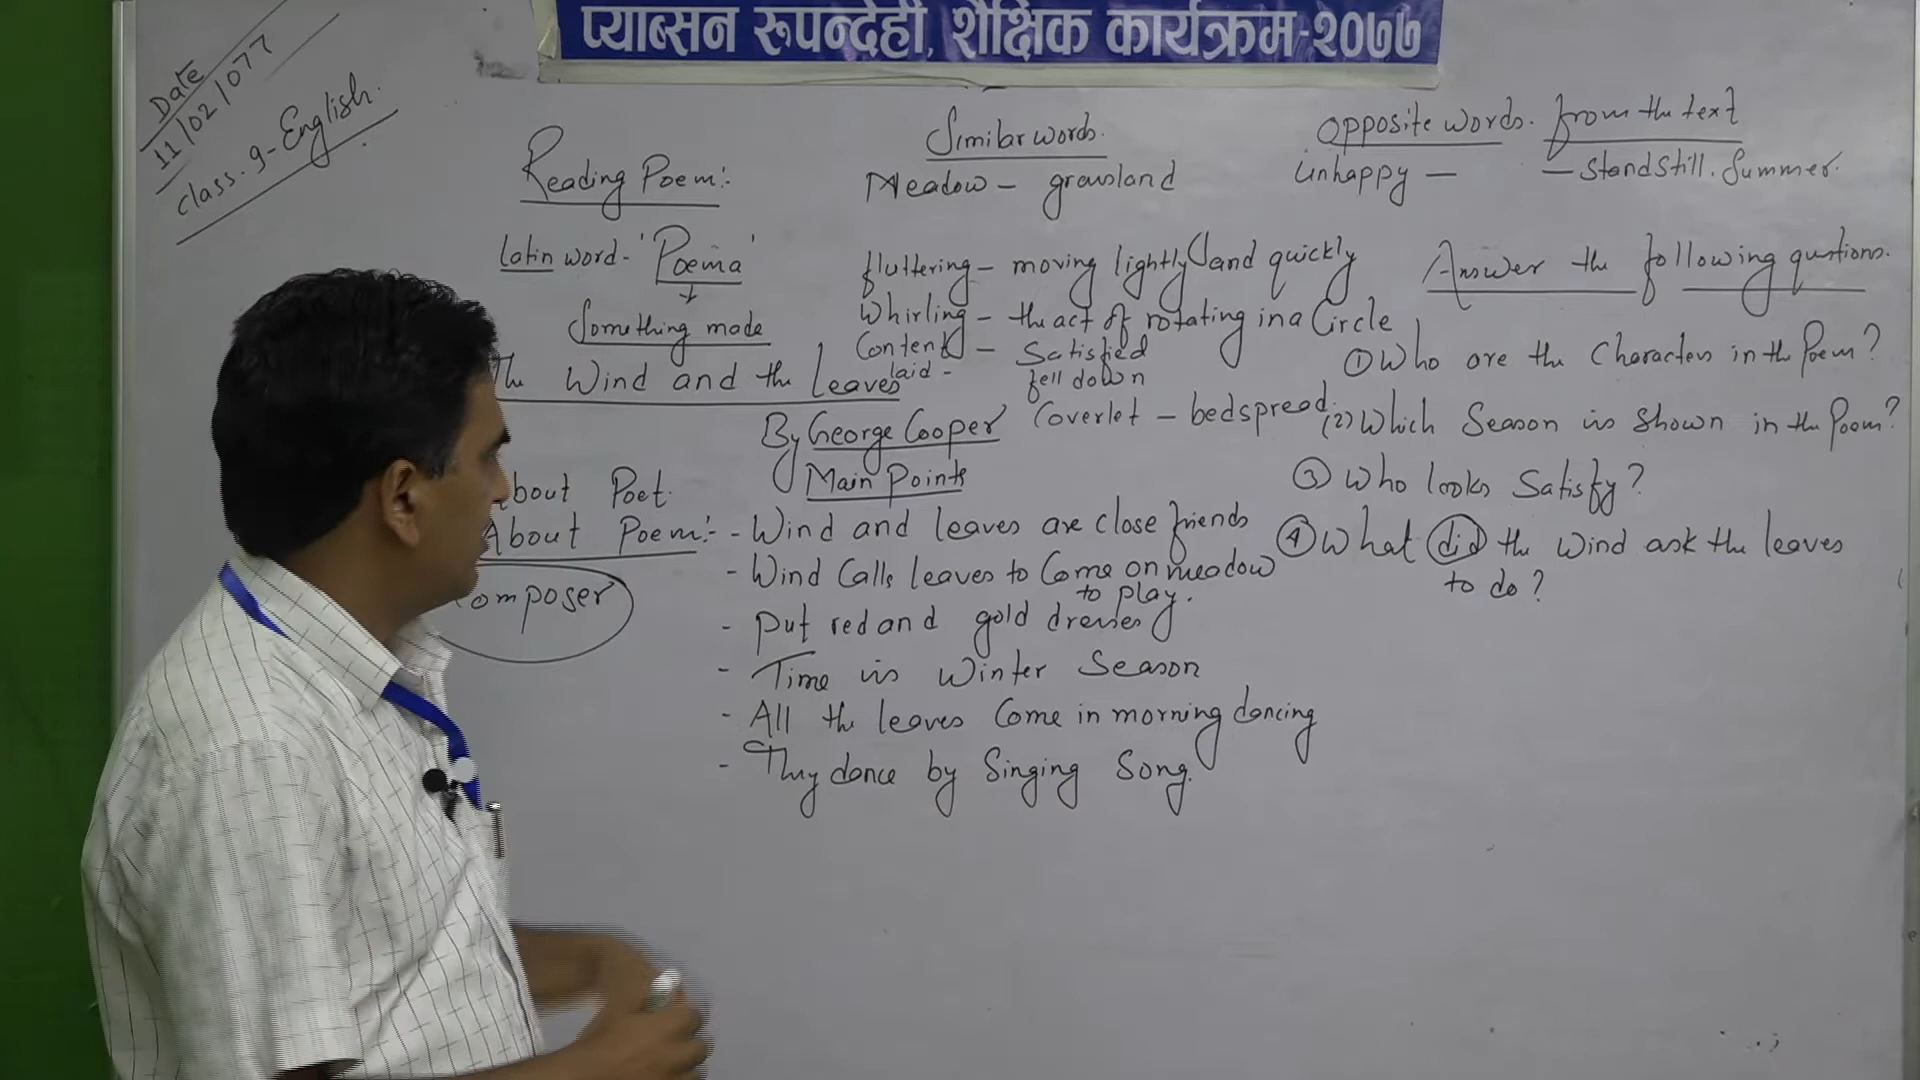 प्याब्सन रुपन्देही, शैक्षिक कार्यक्रम-२०७७
Date
11/02/077
class-9-English.
Reading Poem:-
Latin word - 'Poema'
Something made
The Wind and the Leaves
By George Cooper
About Poet.
About Poem:-
Composer
Similar words.
Meadow - grassland
fluttering - moving lightly and quickly
Whirling - the act of rotating in a Circle
Content - Satisfied
laid - fell down
Coverlet - bedspread
Main Points
- Wind and leaves are close friends
- Wind Calls leaves to Come on meadow
to play.
- Put red and gold dresses
- Time is Winter Season
- All the leaves Come in morning dancing
- They dance by Singing Song.
Opposite words. from the text
Unhappy - - Standstill. Summer.
Answer the following qustions.
① Who are the Characters in the Poem?
(2) Which Season is Shown in the Poem?
③ Who looks Satisfy?
④ What did the Wind ask the leaves
to do?